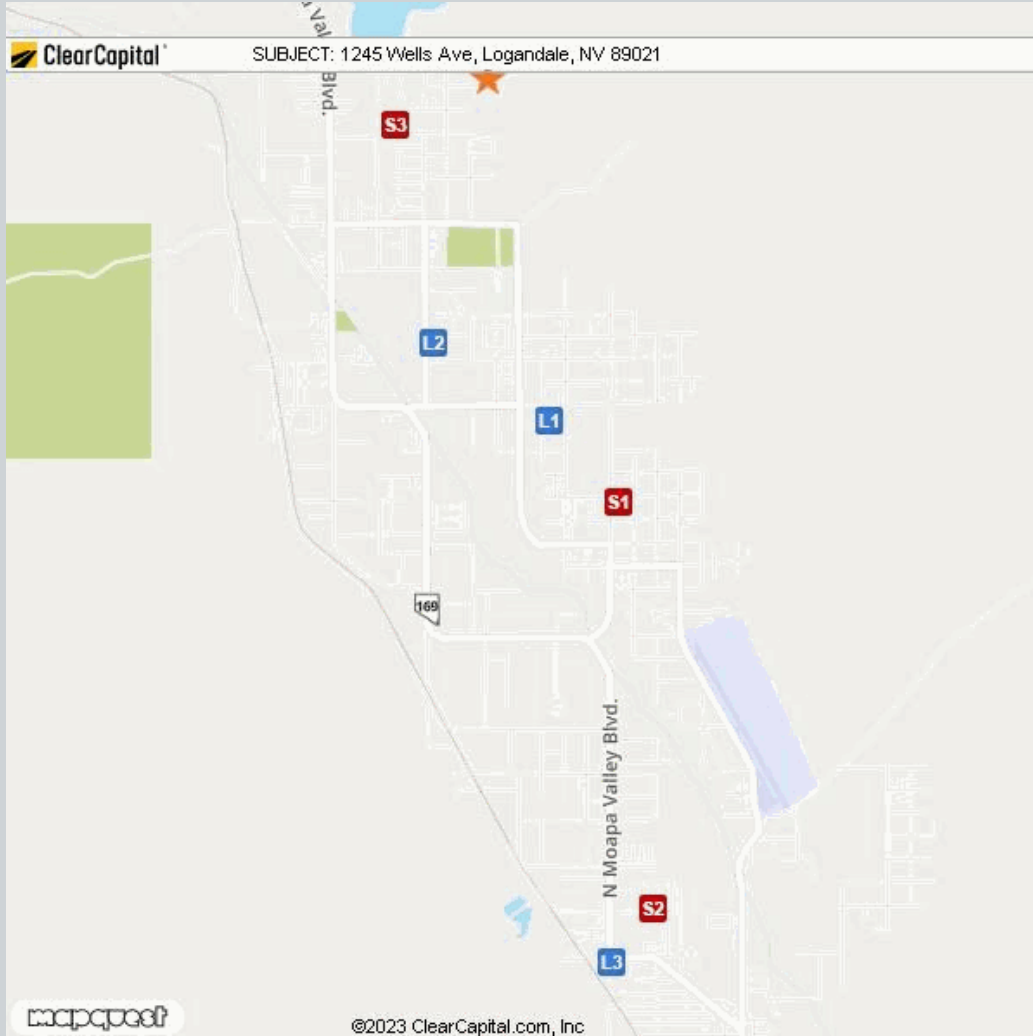 Val
Blvd.
ClearCapital
SUBJECT: 1245 Wells Ave, Logandale, NV 89021
S3
L2
L1
S1
169
N Moapa Valley Blvd.
S2
L3
mapquest
©2023 ClearCapital.com, Inc